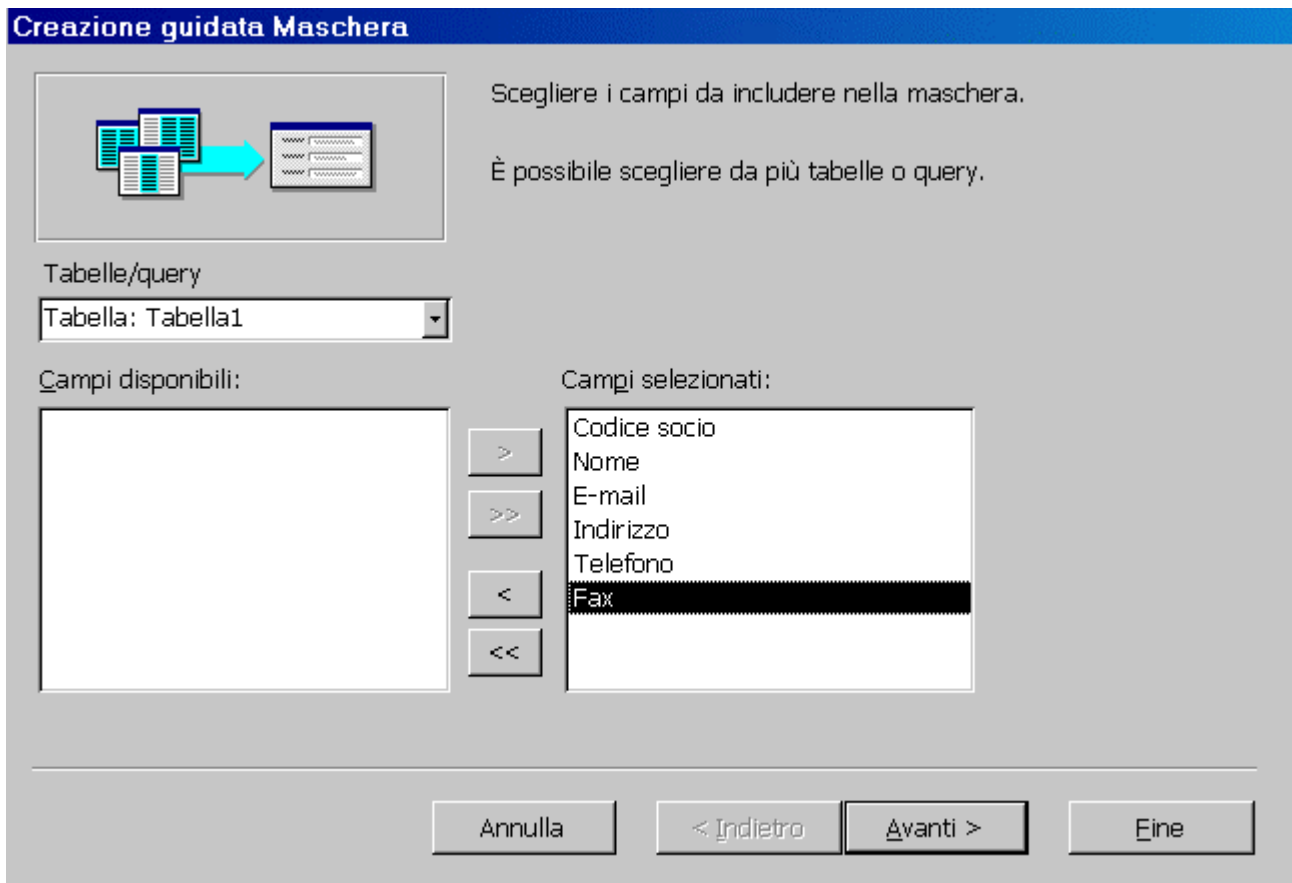 Creazione guidata Maschera
Scegliere i campi da includere nella maschera.
È possibile scegliere da più tabelle o query.
Tabelle/query
Tabella: Tabella1
Campi disponibili:
Campi selezionati:
Codice socio
Nome
E-mail
Indirizzo
Telefono
Fax
>
>>
<
<<
Annulla
< Indietro
Avanti >
Fine